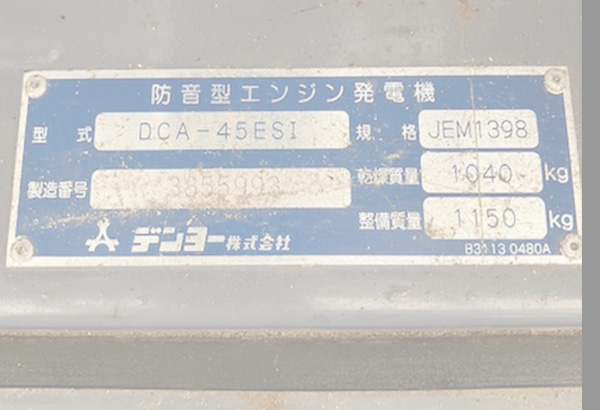 防音型エンジン発電機
型 式 DCA-45ESI 規 格 JEM1398
製造番号 3855993 乾備質量 1040 kg
整備質量 1150 kg
デンヨー株式会社 B3113 0480A